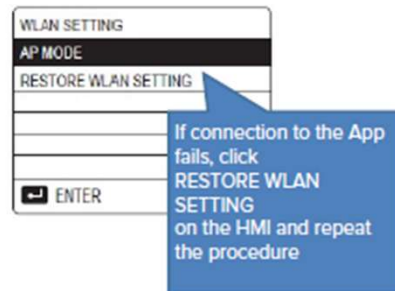 WLAN SETTING
AP MODE
RESTORE WLAN SETTING
ENTER
If connection to the App
fails, click
RESTORE WLAN
SETTING
on the HMI and repeat
the procedure